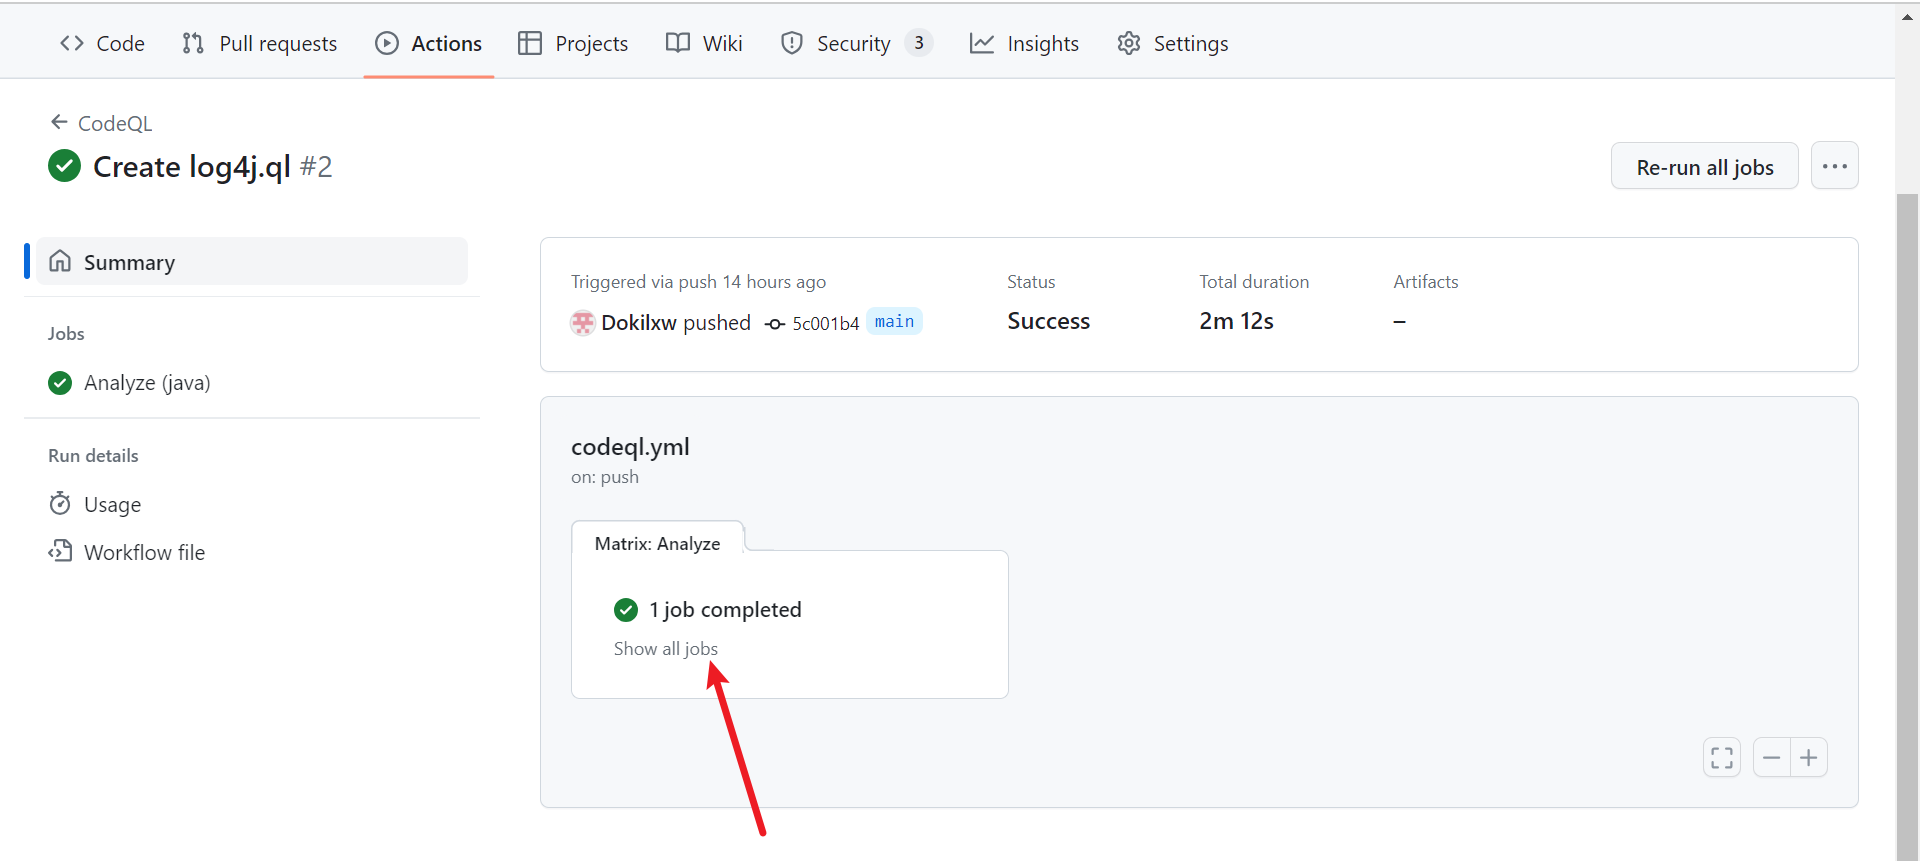 Code Pull requests Actions Projects Wiki Security 3 Insights Settings
CodeQL
Create log4j.ql #2
Re-run all jobs
Summary
Jobs
Analyze (java)
Run details
Usage
Workflow file
Triggered via push 14 hours ago
Dokilxw pushed 5c001b4 main
Status
Success
Total duration
2m 12s
Artifacts
–
codeql.yml
on: push
Matrix: Analyze
1 job completed
Show all jobs